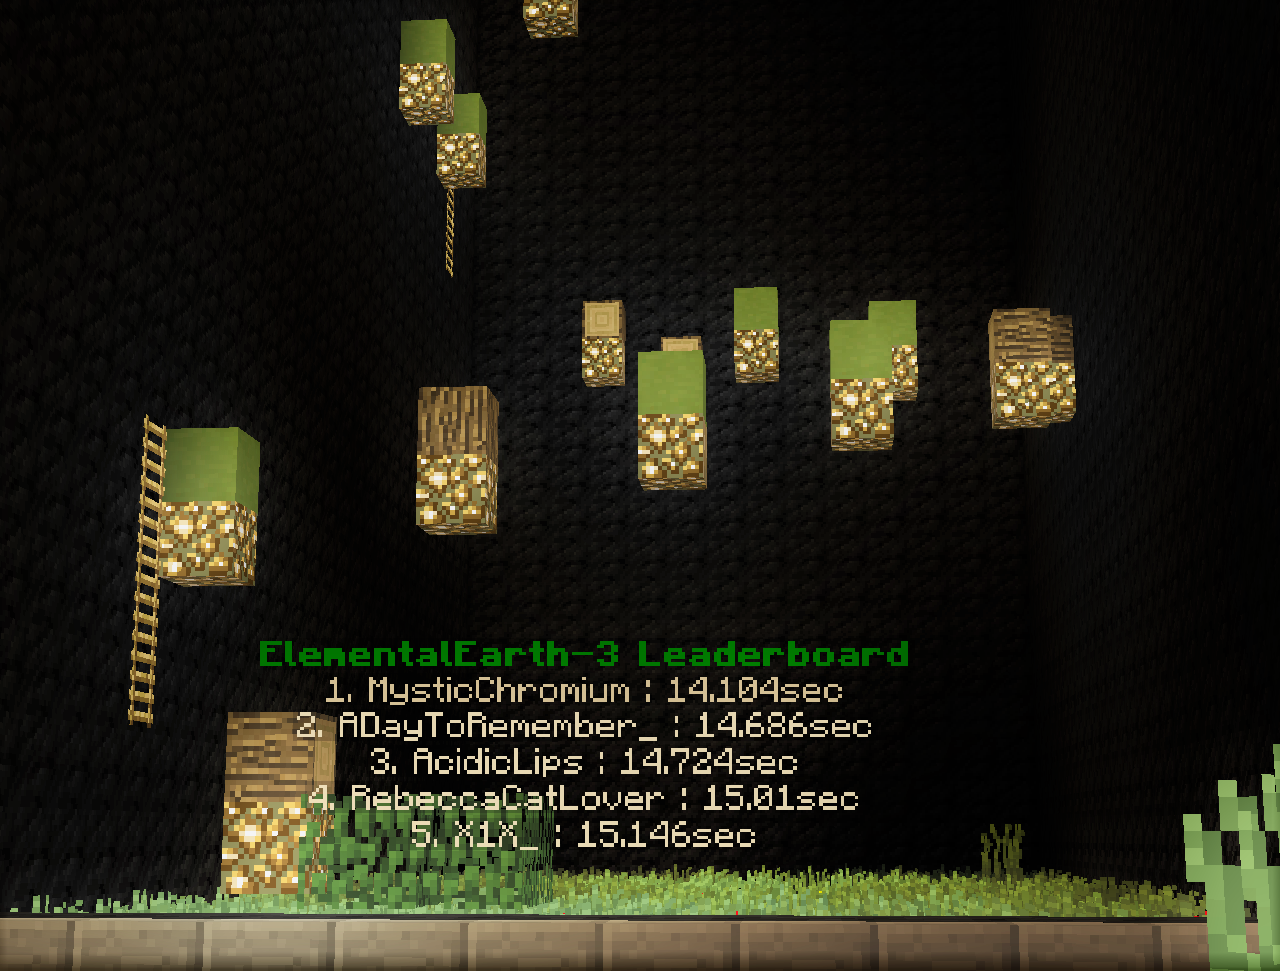 ElementalEarth-3 Leaderboard
1. MysticChromium : 14.104sec
2. ADayToRemember_ : 14.686sec
3. AcidicLips : 14.724sec
4. RebeccaCatLover : 15.01sec
5. X1X_ : 15.146sec